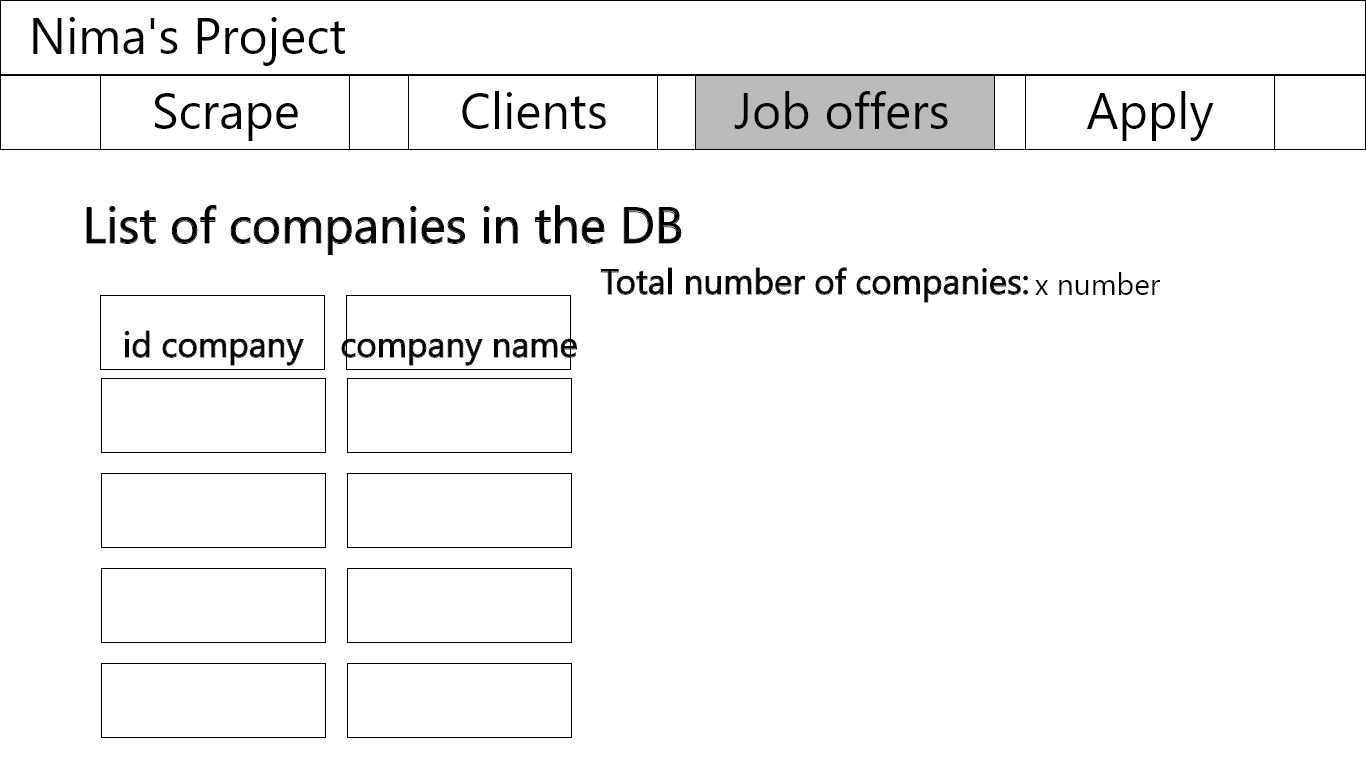 Nima's Project
Scrape Clients Job offers Apply
List of companies in the DB
Total number of companies: x number
id company company name